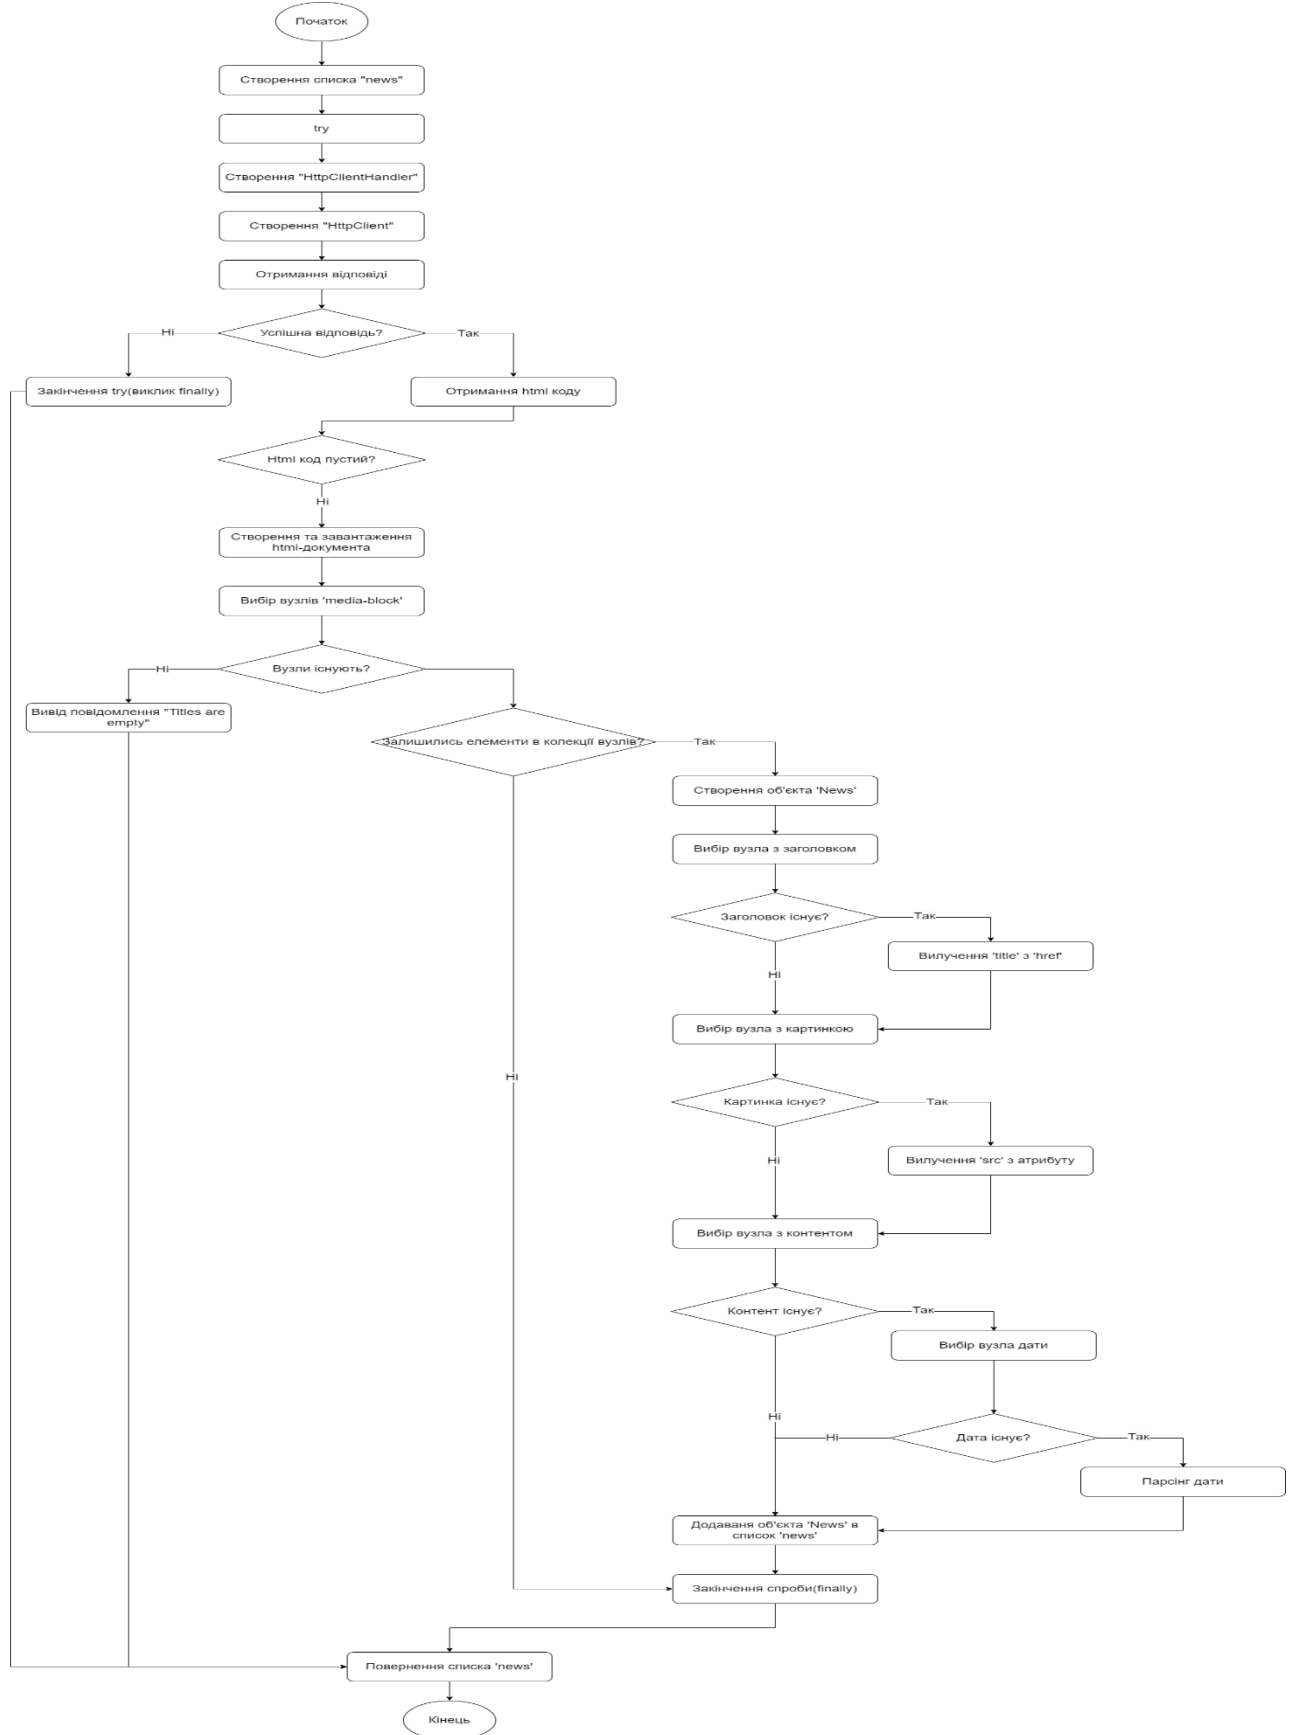 Початок
Створення списка "news"
try
Створення "HttpClientHandler"
Створення "HttpClient"
Отримання відповіді
Успішна відповідь?
Ні
Так
Закінчення try(виклик finally)
Отримання html коду
Html код пустий?
Ні
Створення та завантаження
html-документа
Вибір вузлів 'media-block'
Вузли існують?
Ні
Вивід повідомлення "Titles are
empty"
Залишились елементи в колекції вузлів?
Так
Створення об'єкта 'News'
Вибір вузла з заголовком
Заголовок існує?
Так
Вилучення 'title' з 'href'
Ні
Вибір вузла з картинкою
Ні
Картинка існує?
Так
Вилучення 'src' з атрибуту
Ні
Вибір вузла з контентом
Контент існує?
Так
Вибір вузла дати
Ні
Ні
Дата існує?
Так
Парсінг дати
Додаваня об'єкта 'News' в
список 'news'
Закінчення спроби(finally)
Повернення списка 'news'
Кінець